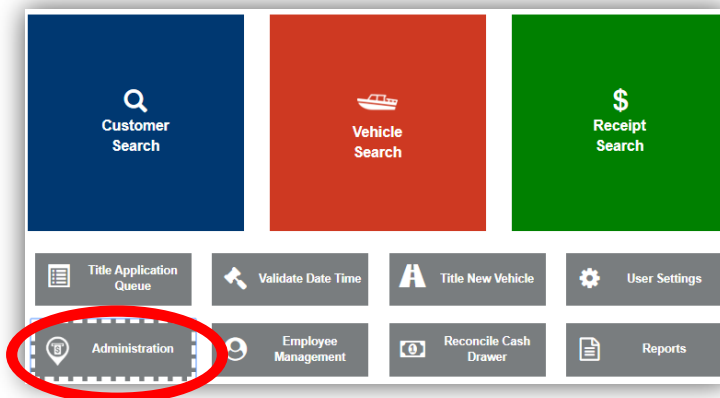 Customer
Search
Vehicle
Search
$
Receipt
Search
Title Application
Queue
Validate Date Time
Title New Vehicle
User Settings
Administration
Employee
Management
Reconcile Cash
Drawer
Reports